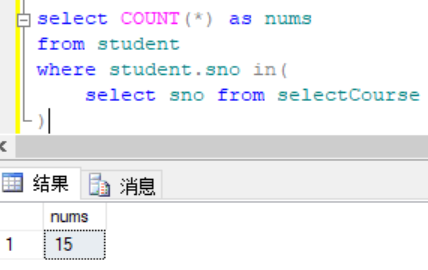 select COUNT(*) as nums
from student
where student.sno in(
select sno from selectCourse
)
结果 消息
nums
1 15